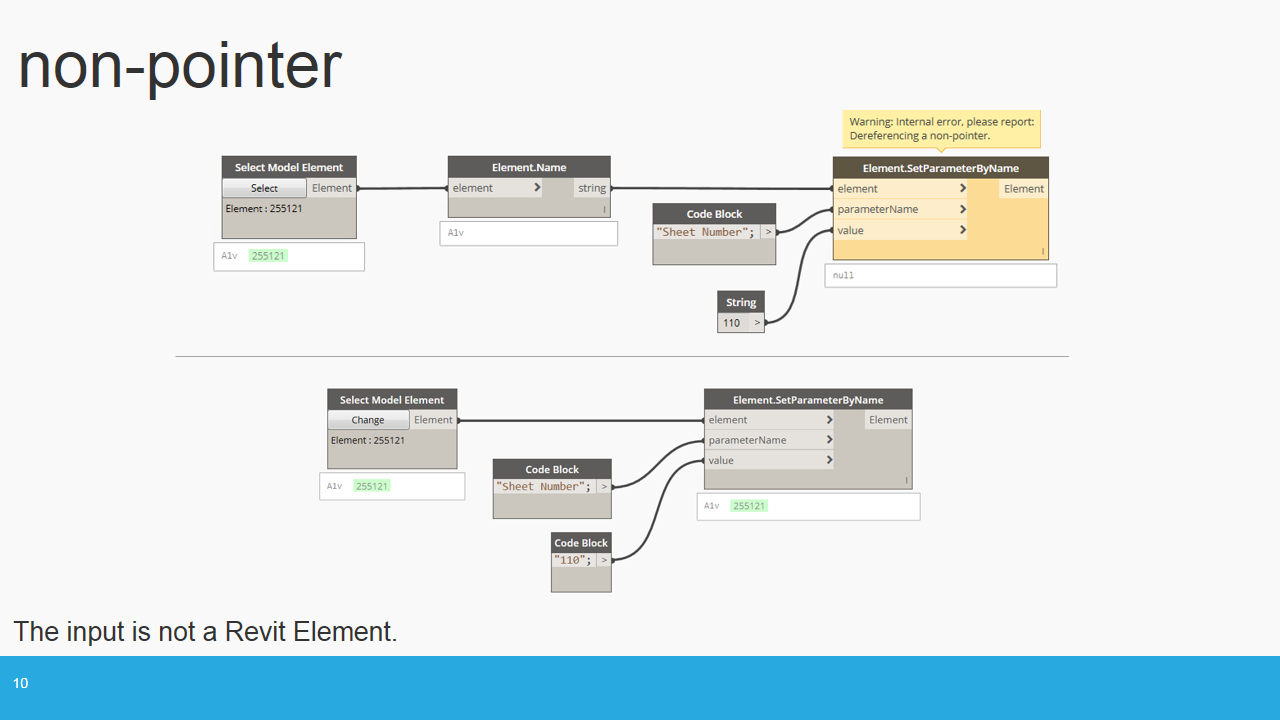 non-pointer
Warning: Internal error, please report:
Dereferencing a non-pointer.
Select Model Element
Select
Element
Element : 255121
A1v 255121
Element.Name
element > string
A1v
Code Block
"Sheet Number"; >
String
110 >
Element.SetParameterByName
element > Element
parameterName >
value >
null
Select Model Element
Change
Element
Element : 255121
A1v 255121
Code Block
"Sheet Number"; >
Code Block
"110"; >
Element.SetParameterByName
element > Element
parameterName >
value >
A1v 255121
The input is not a Revit Element.
10